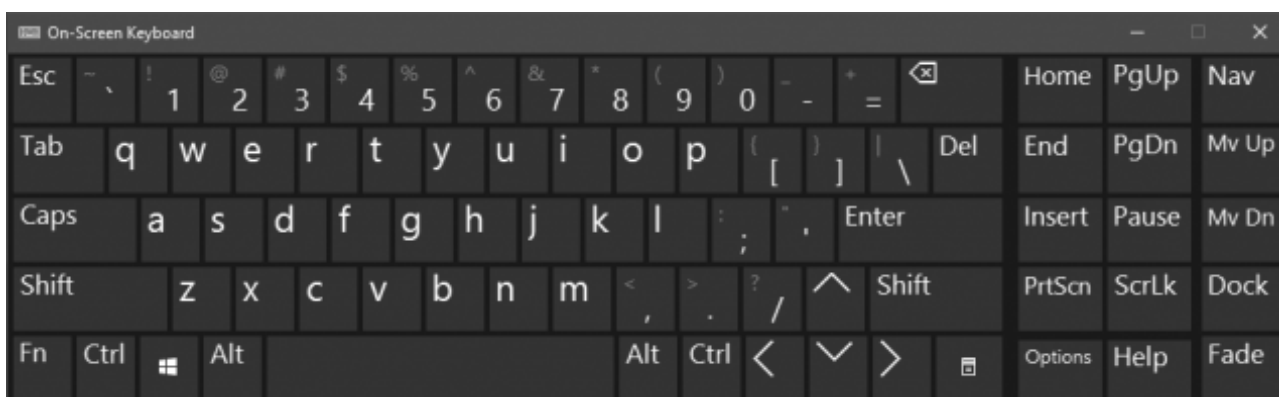 On-Screen Keyboard
Esc ~ ` ! 1 @ 2 # 3 $ 4 % 5 ^ 6 & 7 * 8 ( 9 ) 0 _ - + = Home PgUp Nav
Tab q w e r t y u i o p { [ } ] | \ Del End PgDn Mv Up
Caps a s d f g h j k l : ; " ' Enter Insert Pause Mv Dn
Shift z x c v b n m < , > . ? / Shift PrtScn ScrLk Dock
Fn Ctrl Alt Alt Ctrl Options Help Fade